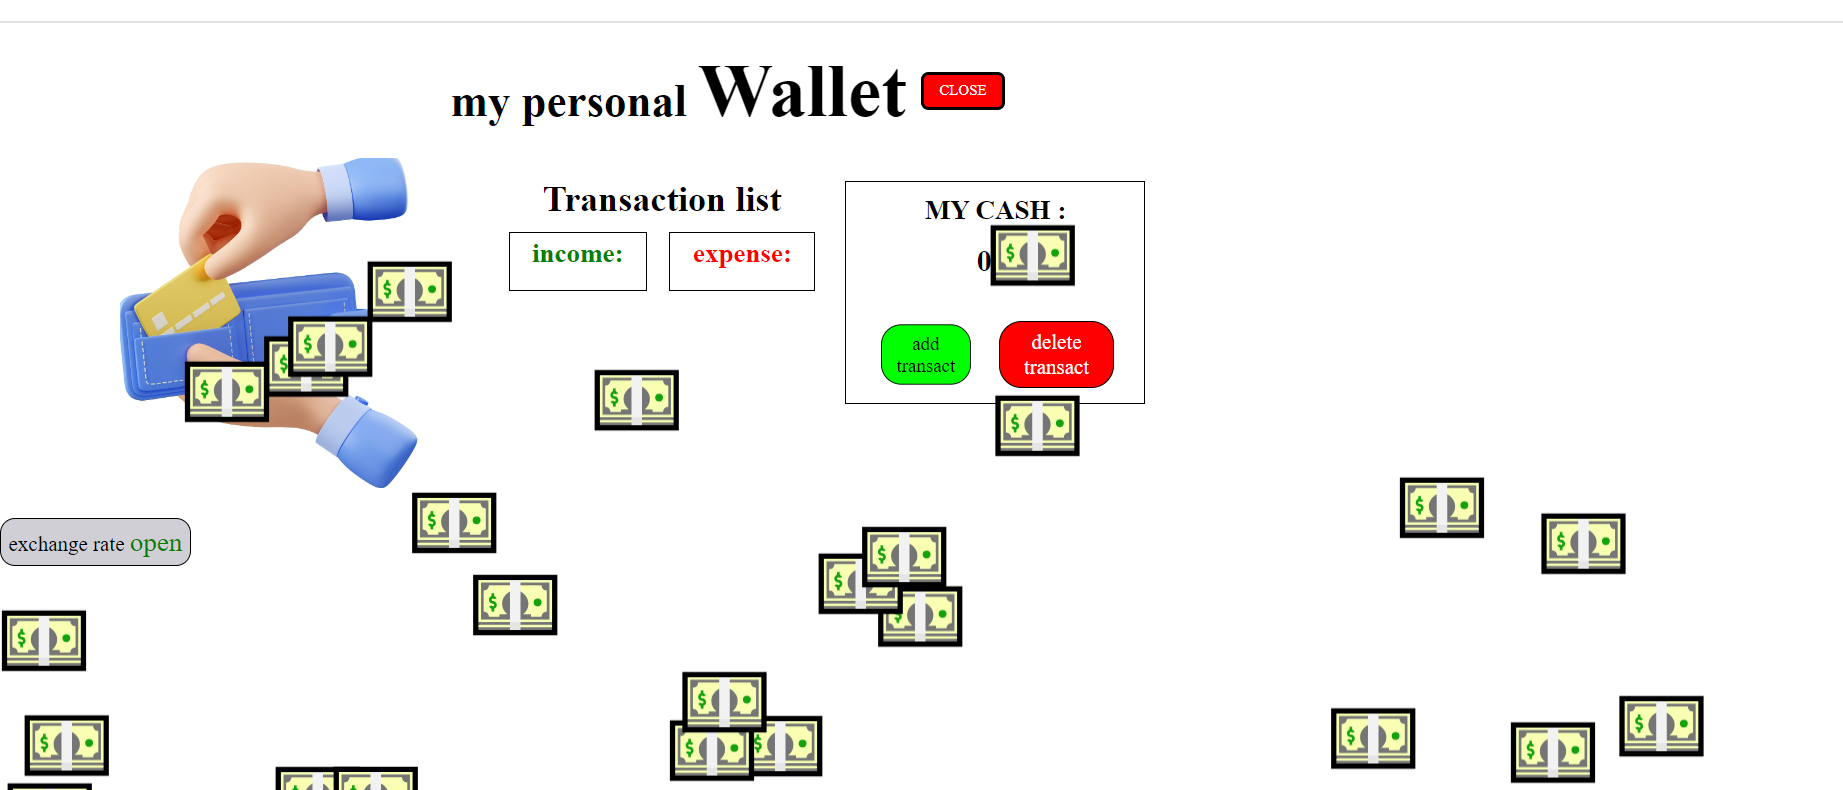 my personal Wallet CLOSE
Transaction list
income:
expense:
MY CASH :
0
add
transact
delete
transact
exchange rate open